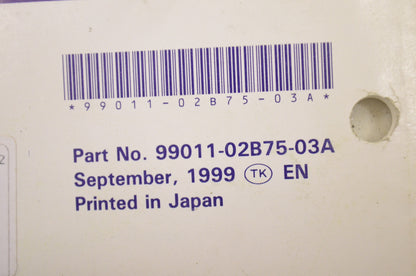 *99011-02B75-03A*
Part No. 99011-02B75-03A
September, 1999 TK EN
Printed in Japan